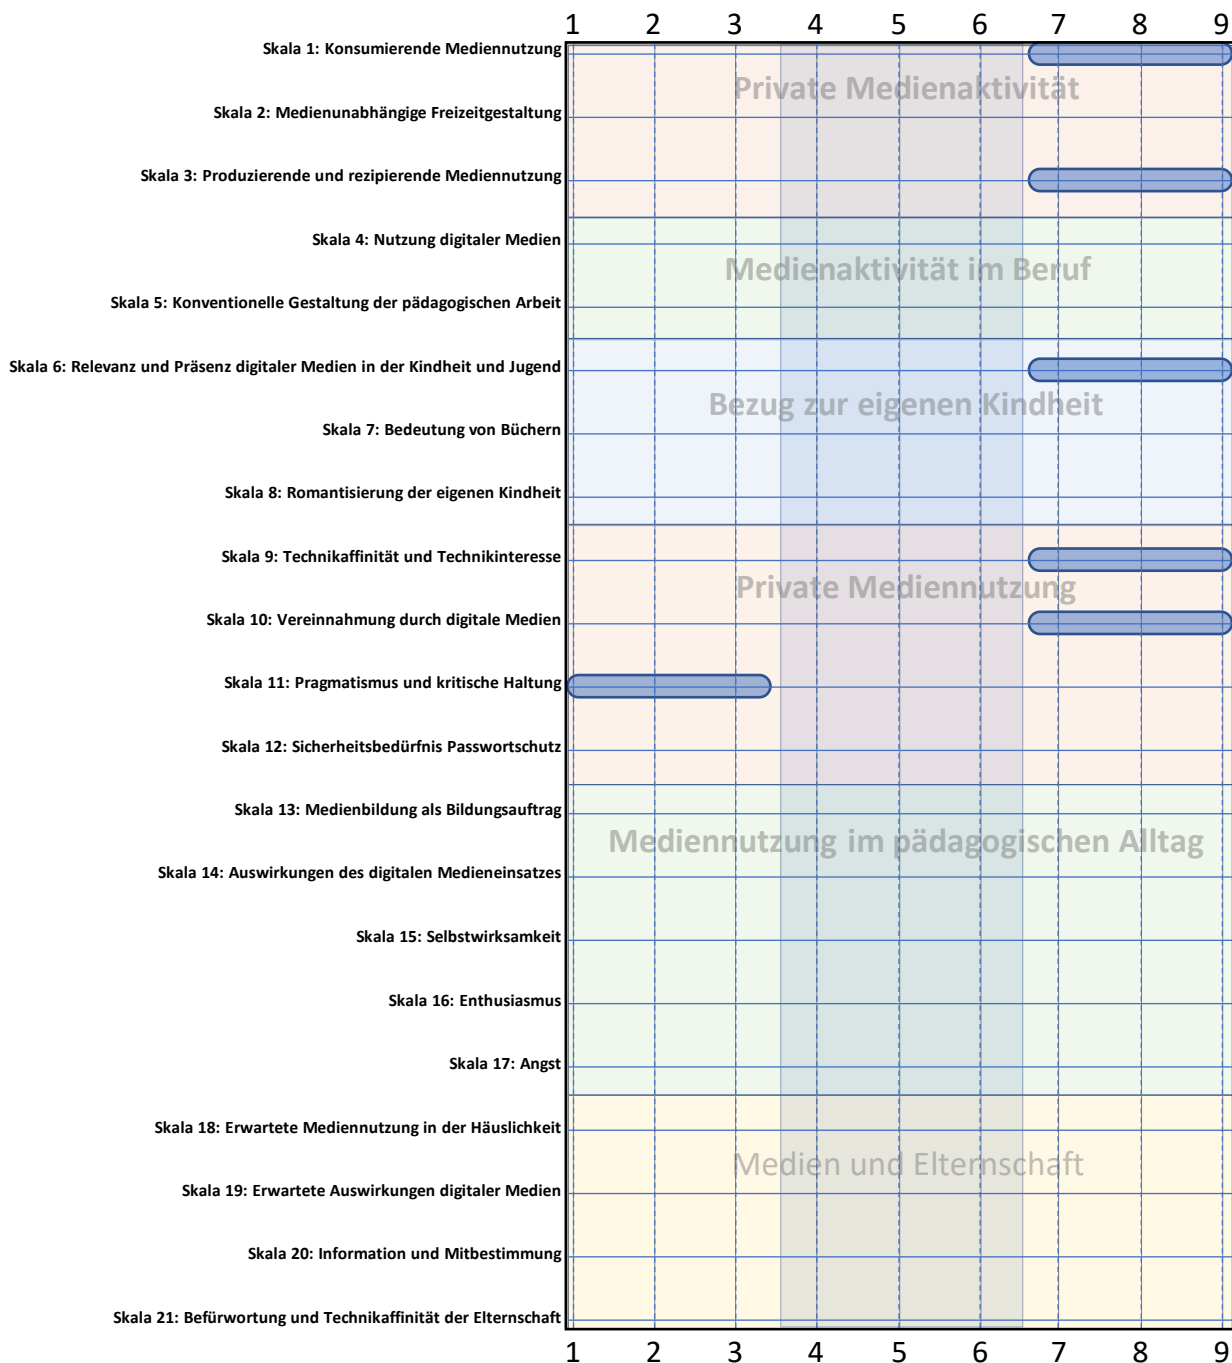 1 2 3 4 5 6 7 8 9
Skala 1: Konsumierende Mediennutzung
Private Medienaktivität
Skala 2: Medienunabhängige Freizeitgestaltung
Skala 3: Produzierende und rezipierende Mediennutzung
Skala 4: Nutzung digitaler Medien
Medienaktivität im Beruf
Skala 5: Konventionelle Gestaltung der pädagogischen Arbeit
Skala 6: Relevanz und Präsenz digitaler Medien in der Kindheit und Jugend
Bezug zur eigenen Kindheit
Skala 7: Bedeutung von Büchern
Skala 8: Romantisierung der eigenen Kindheit
Skala 9: Technikaffinität und Technikinteresse
Private Mediennutzung
Skala 10: Vereinnahmung durch digitale Medien
Skala 11: Pragmatismus und kritische Haltung
Skala 12: Sicherheitsbedürfnis Passwortschutz
Skala 13: Medienbildung als Bildungsauftrag
Mediennutzung im pädagogischen Alltag
Skala 14: Auswirkungen des digitalen Medieneinsatzes
Skala 15: Selbstwirksamkeit
Skala 16: Enthusiasmus
Skala 17: Angst
Skala 18: Erwartete Mediennutzung in der Häuslichkeit
Medien und Elternschaft
Skala 19: Erwartete Auswirkungen digitaler Medien
Skala 20: Information und Mitbestimmung
Skala 21: Befürwortung und Technikaffinität der Elternschaft
1 2 3 4 5 6 7 8 9